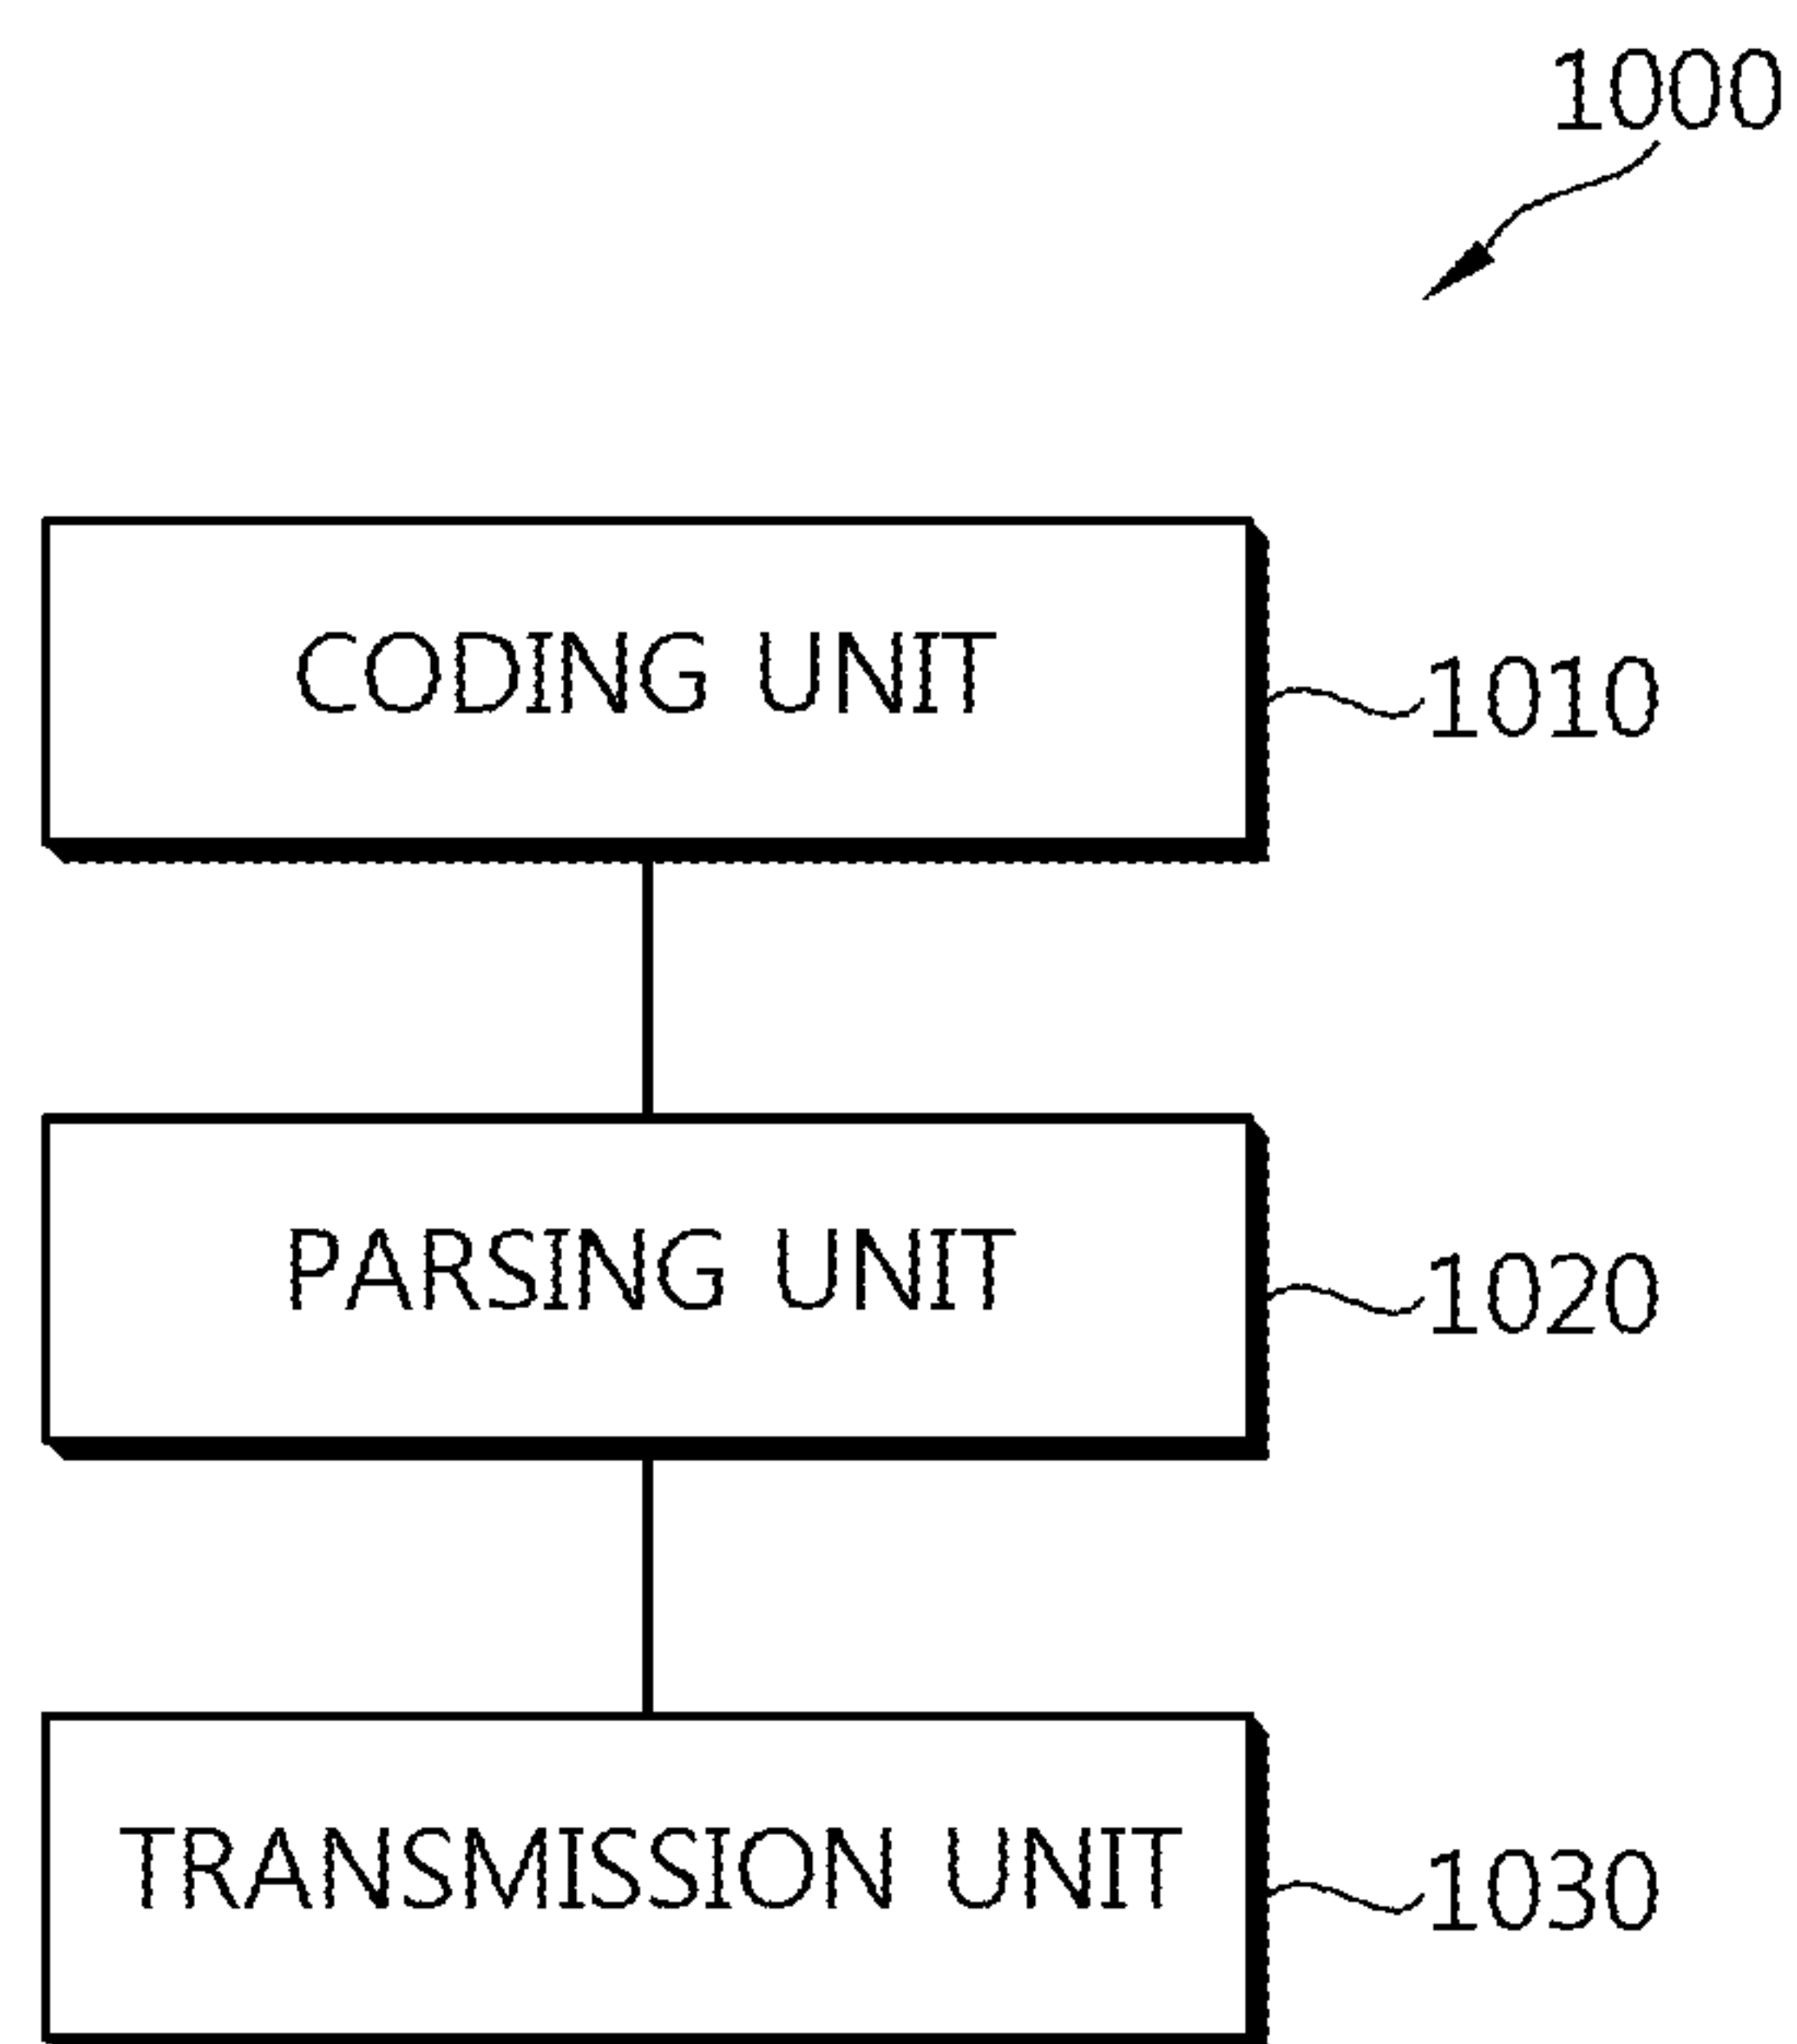 1000
CODING UNIT
1010
PARSING UNIT
1020
TRANSMISSION UNIT
1030